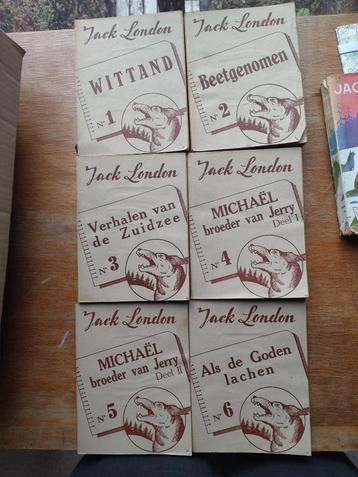 Jack London
WITTAND
Nº 1
Jack London
Beetgenomen
Nº 2
Jack London
Verhalen van
de Zuidzee
Nº 3
Jack London
MICHAËL
broeder van Jerry
Deel I
Nº 4
Jack London
MICHAËL
broeder van Jerry
Deel II
Nº 5
Jack London
Als de Goden
lachen
Nº 6
JAC